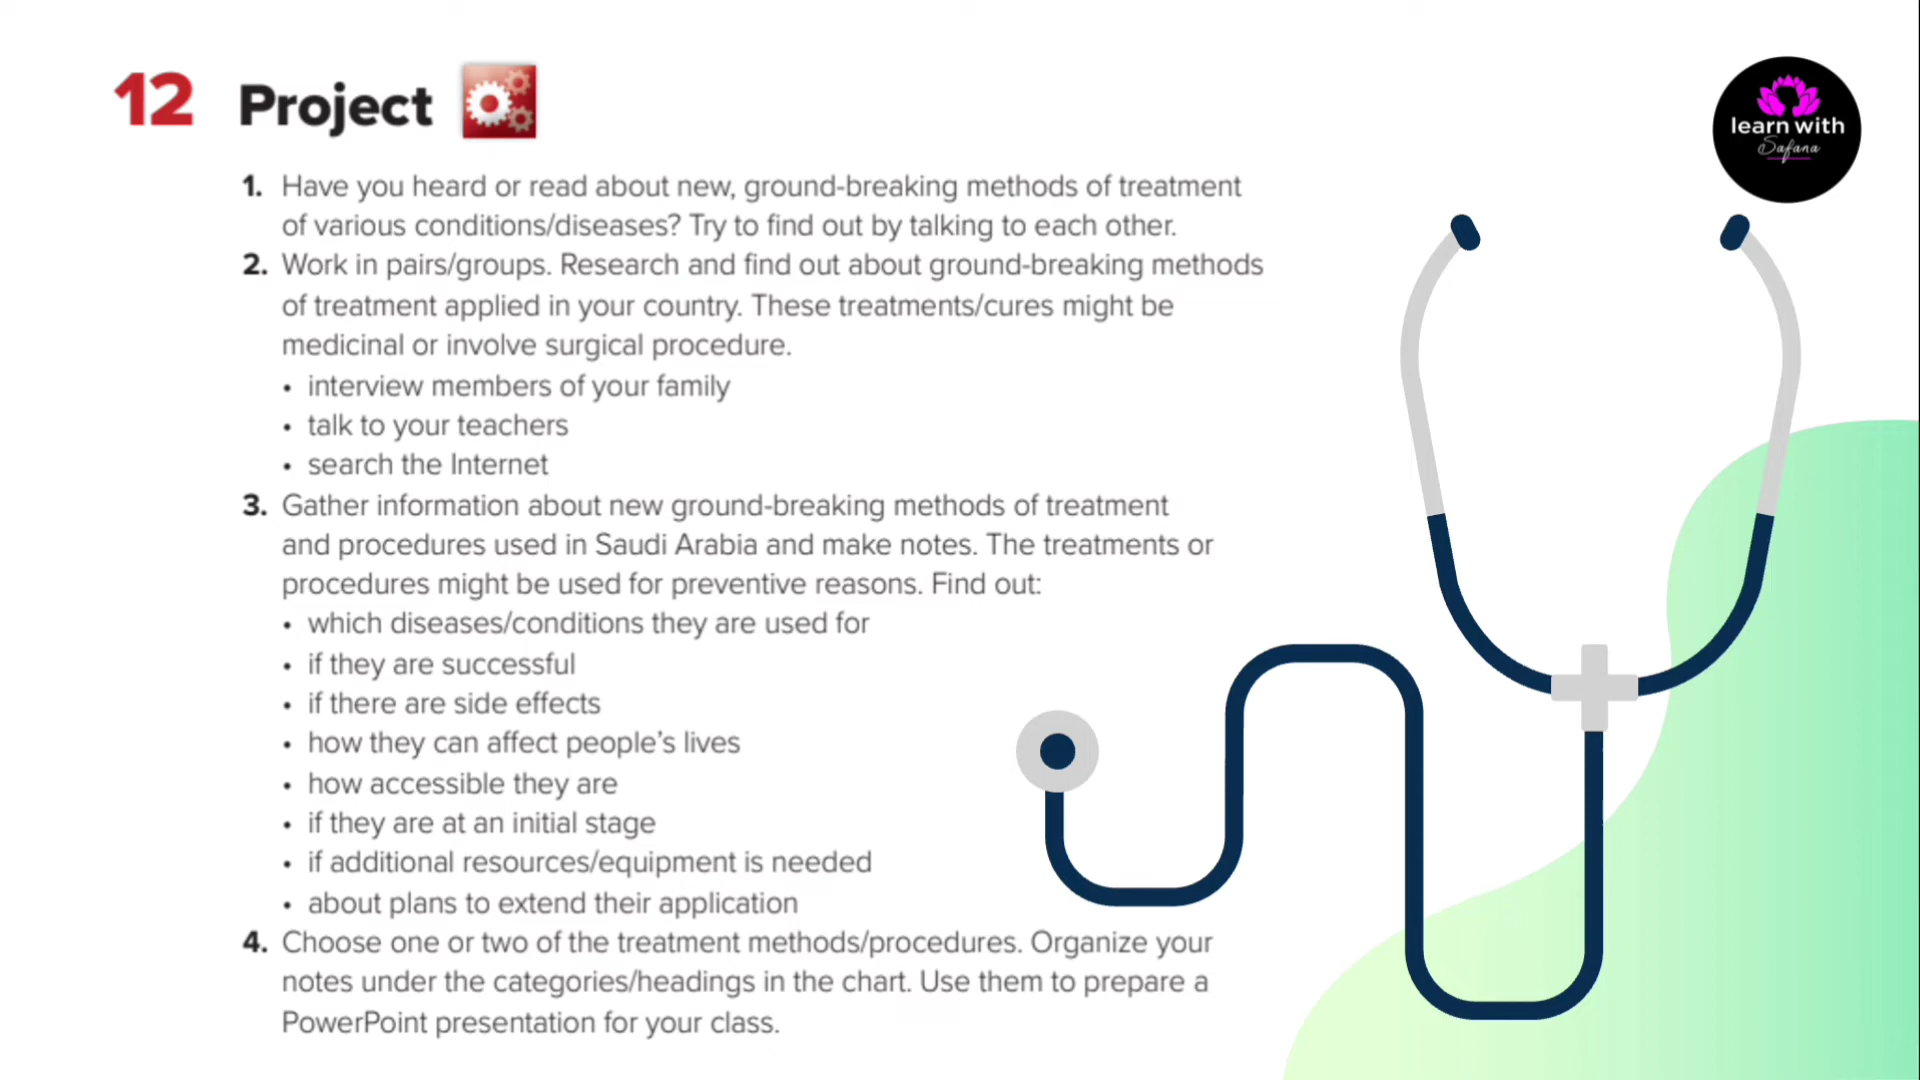 12 Project
learn with
Safana
1. Have you heard or read about new, ground-breaking methods of treatment
of various conditions/diseases? Try to find out by talking to each other.
2. Work in pairs/groups. Research and find out about ground-breaking methods
of treatment applied in your country. These treatments/cures might be
medicinal or involve surgical procedure.
• interview members of your family
• talk to your teachers
• search the Internet
3. Gather information about new ground-breaking methods of treatment
and procedures used in Saudi Arabia and make notes. The treatments or
procedures might be used for preventive reasons. Find out:
• which diseases/conditions they are used for
• if they are successful
• if there are side effects
• how they can affect people's lives
• how accessible they are
• if they are at an initial stage
• if additional resources/equipment is needed
• about plans to extend their application
4. Choose one or two of the treatment methods/procedures. Organize your
notes under the categories/headings in the chart. Use them to prepare a
PowerPoint presentation for your class.